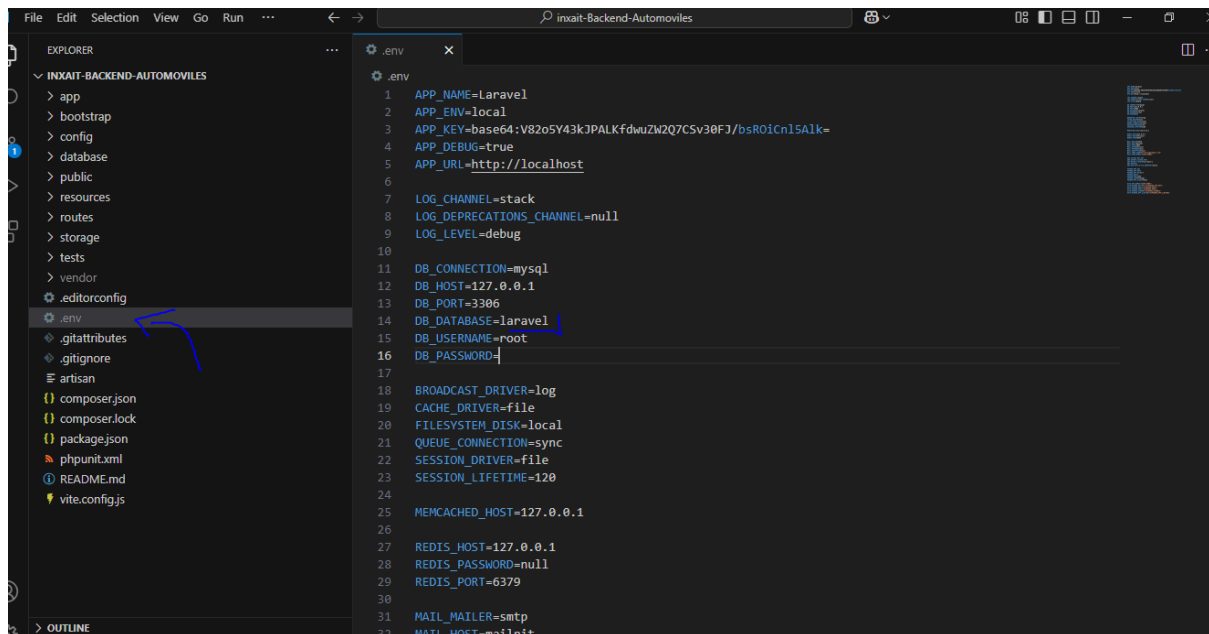 File Edit Selection View Go Run ··· ← → inxait-Backend-Automoviles
EXPLORER ···
INXAIT-BACKEND-AUTOMOVILES
> app
> bootstrap
> config
> database
> public
> resources
> routes
> storage
> tests
> vendor
.editorconfig
.env
.gitattributes
.gitignore
artisan
composer.json
composer.lock
package.json
phpunit.xml
README.md
vite.config.js
> OUTLINE
1
.env ×
.env
1 APP_NAME=Laravel
2 APP_ENV=local
3 APP_KEY=base64:V82o5Y43kJPALKfdwuZW2Q7CSv30FJ/bsROiCnl5Alk=
4 APP_DEBUG=true
5 APP_URL=http://localhost
6
7 LOG_CHANNEL=stack
8 LOG_DEPRECATIONS_CHANNEL=null
9 LOG_LEVEL=debug
10
11 DB_CONNECTION=mysql
12 DB_HOST=127.0.0.1
13 DB_PORT=3306
14 DB_DATABASE=laravel
15 DB_USERNAME=root
16 DB_PASSWORD=
17
18 BROADCAST_DRIVER=log
19 CACHE_DRIVER=file
20 FILESYSTEM_DISK=local
21 QUEUE_CONNECTION=sync
22 SESSION_DRIVER=file
23 SESSION_LIFETIME=120
24
25 MEMCACHED_HOST=127.0.0.1
26
27 REDIS_HOST=127.0.0.1
28 REDIS_PASSWORD=null
29 REDIS_PORT=6379
30
31 MAIL_MAILER=smtp
32 MAIL_HOST=mailpit